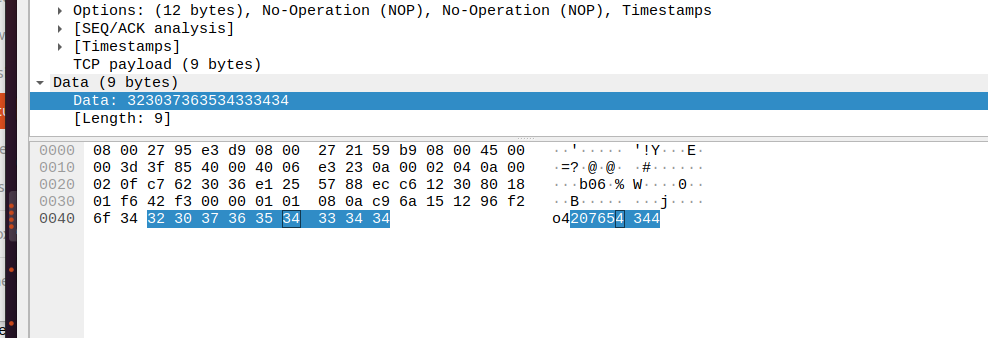 Options: (12 bytes), No-Operation (NOP), No-Operation (NOP), Timestamps
[SEQ/ACK analysis]
[Timestamps]
TCP payload (9 bytes)
Data (9 bytes)
Data: 323037363534333434
[Length: 9]
0000 08 00 27 95 e3 d9 08 00 27 21 59 b9 08 00 45 00 ··'····· '!Y···E·
0010 00 3d 3f 85 40 00 40 06 e3 23 0a 00 02 04 0a 00 ·=?·@·@· ·#······
0020 02 0f c7 62 30 36 e1 25 57 88 ec c6 12 30 80 18 ···b06·% W····0··
0030 01 f6 42 f3 00 00 01 01 08 0a c9 6a 15 12 96 f2 ··B····· ···j····
0040 6f 34 32 30 37 36 35 34 33 34 34 o4207654 344